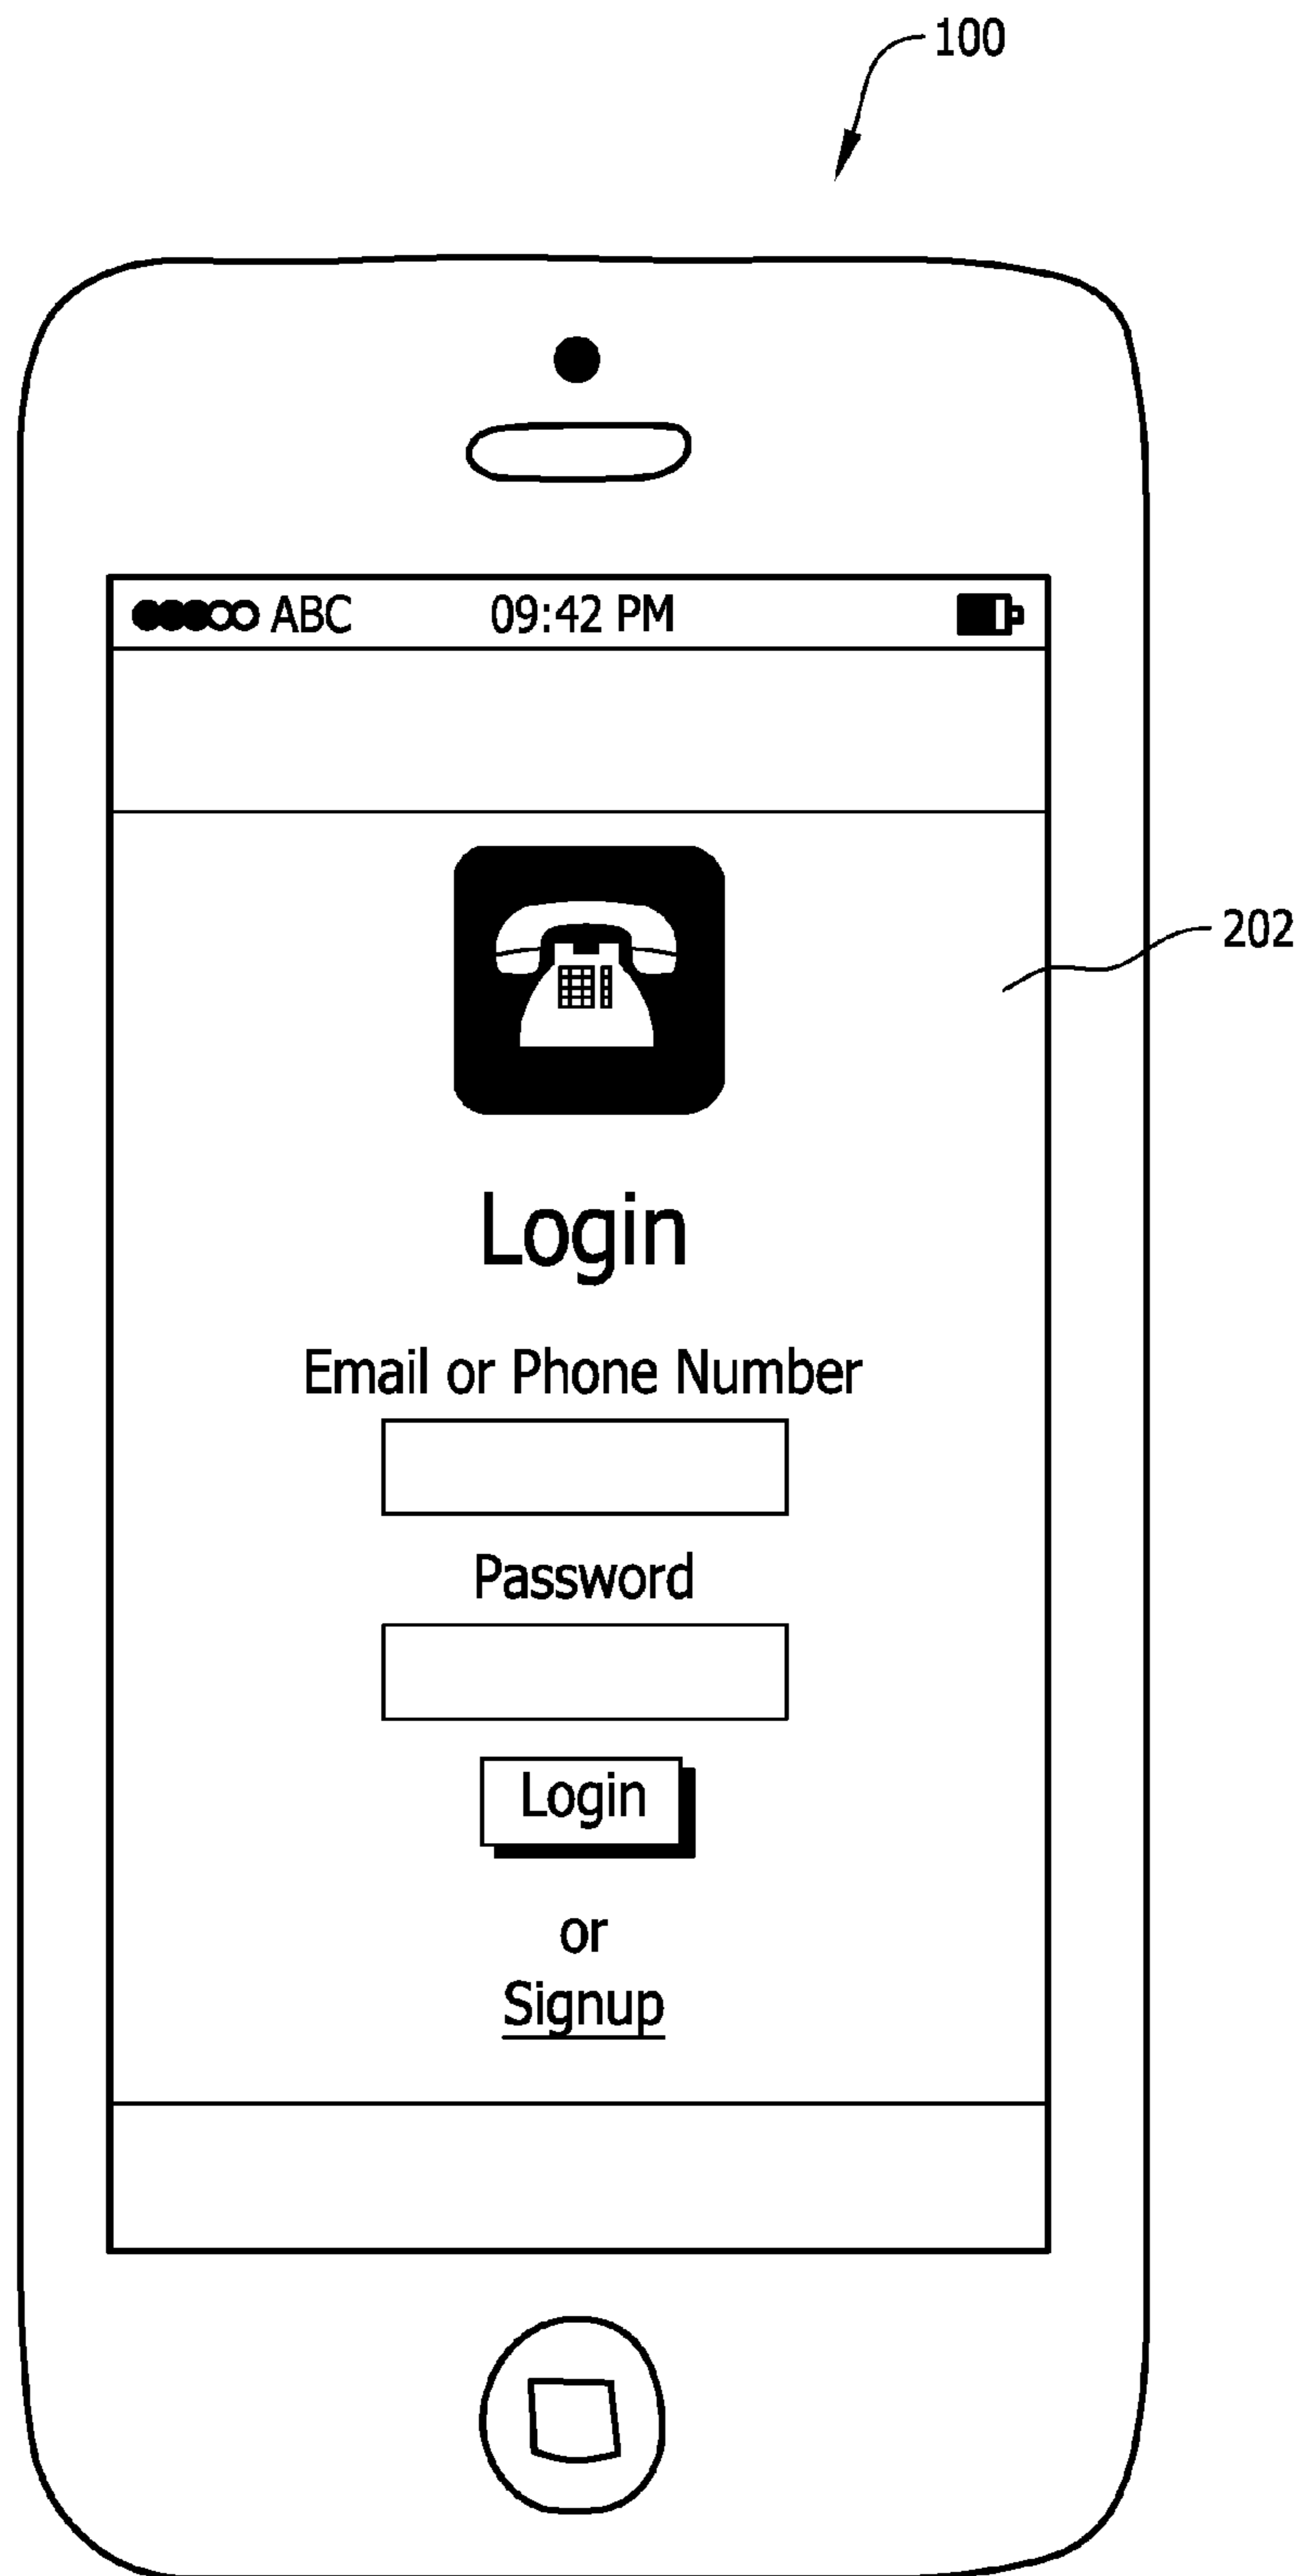 100
ABC 09:42 PM
202
Login
Email or Phone Number
Password
Login
or
Signup